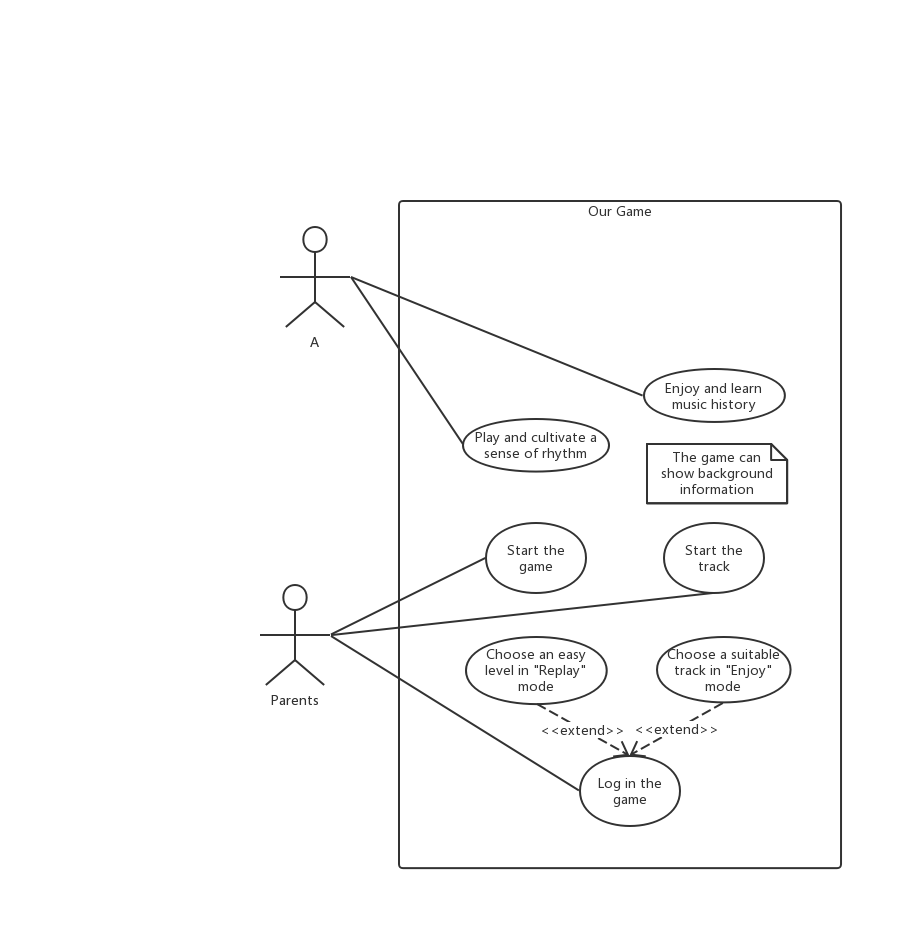 Our Game
A
Enjoy and learn
music history
Play and cultivate a
sense of rhythm
The game can
show background
information
Start the
game
Start the
track
Parents
Choose an easy
level in "Replay"
mode
Choose a suitable
track in "Enjoy"
mode
<<extend>>
<<extend>>
Log in the
game